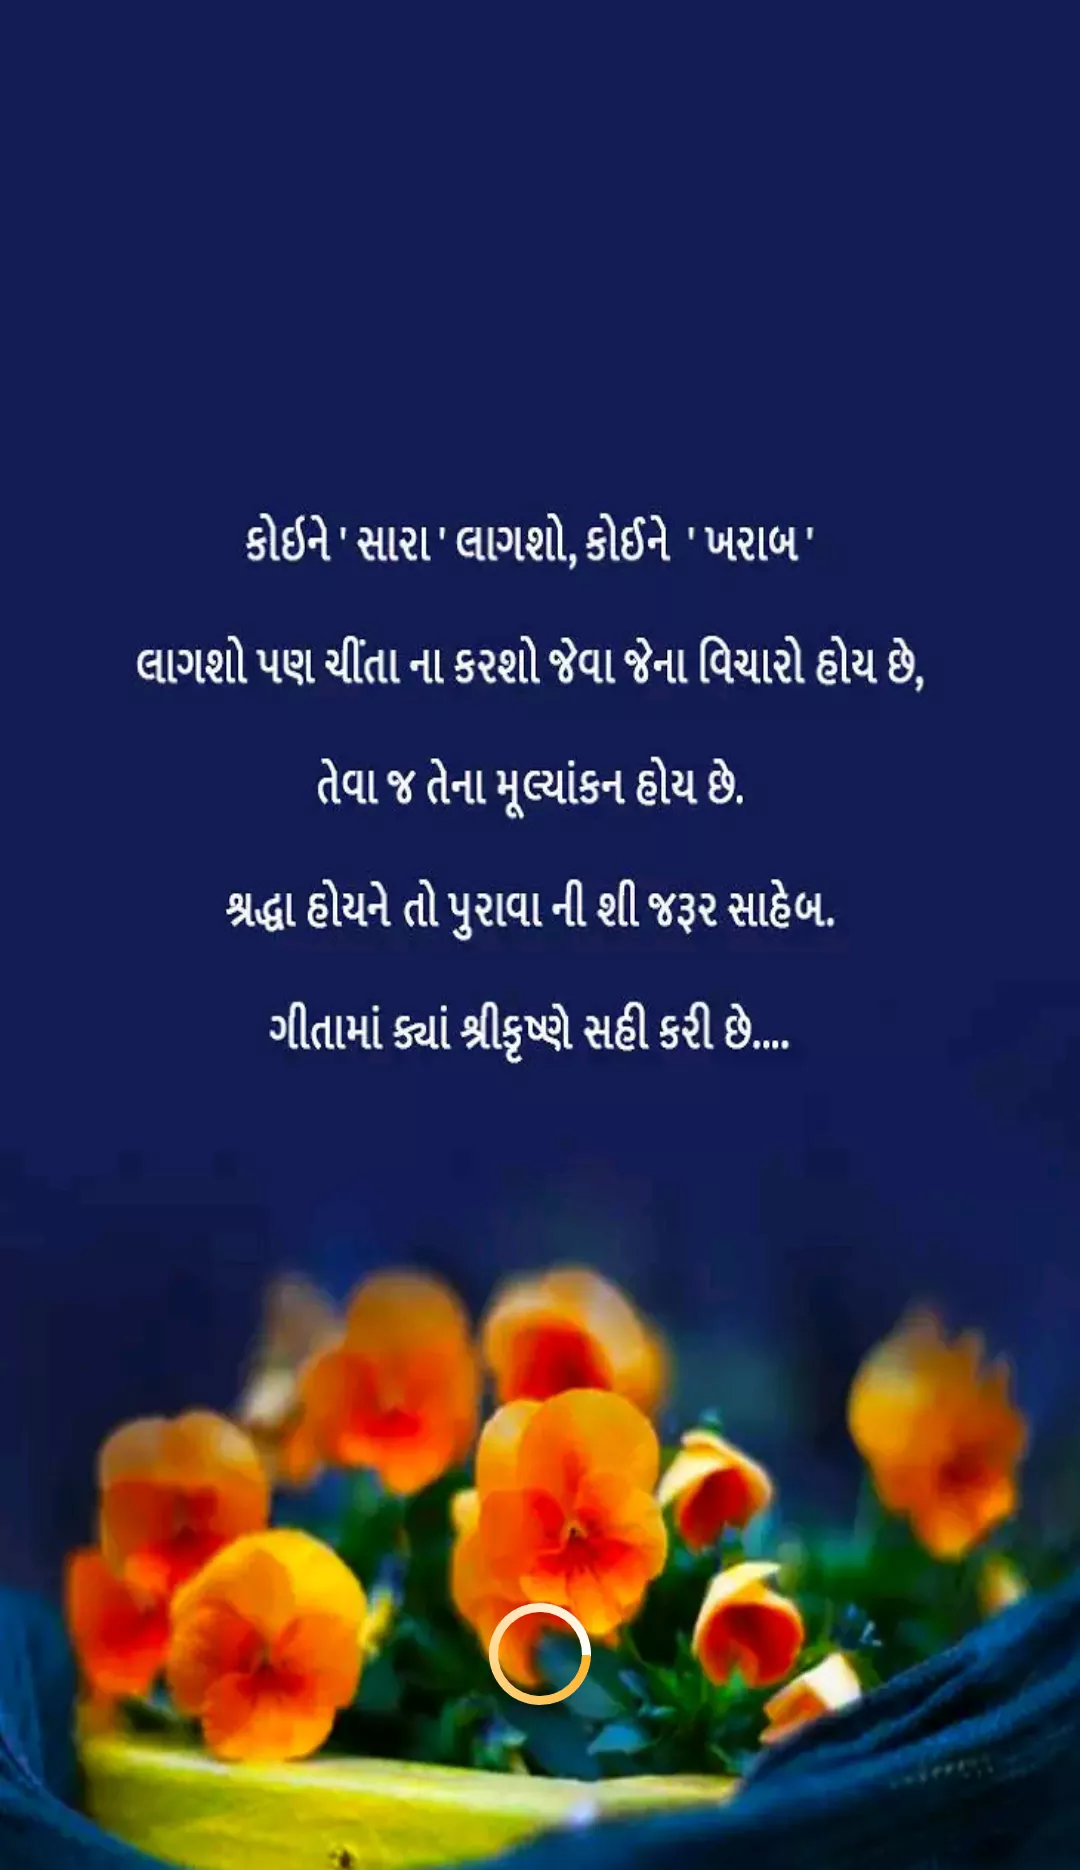 કોઈને ' સારા ' લાગશો, કોઈને ' ખરાબ '
લાગશો પણ ચીંતા ના કરશો જેવા જેના વિચારો હોય છે,
તેવા જ તેના મૂલ્યાંકન હોય છે.
શ્રદ્ધા હોયને તો પુરાવા ની શી જરૂર સાહેબ.
ગીતામાં ક્યાં શ્રીકૃષ્ણે સહી કરી છે....